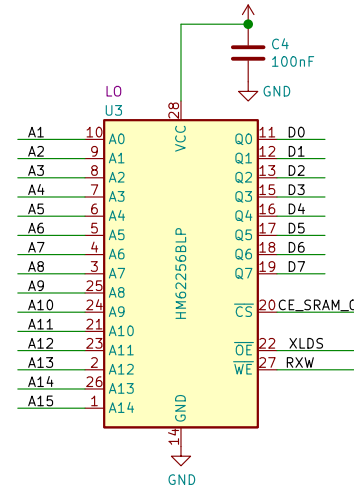 C4
100nF
GND
LO
U3
28
VCC
A1 10 A0 Q0 11 D0
A2 9 A1 Q1 12 D1
A3 8 A2 Q2 13 D2
A4 7 A3 Q3 15 D3
A5 6 A4 Q4 16 D4
A6 5 A5 Q5 17 D5
A7 4 A6 Q6 18 D6
A8 3 A7 Q7 19 D7
A9 25 A8
A10 24 A9 CS 20
A11 21 A10
A12 23 A11 OE 22 XLDS
A13 2 A12 WE 27 RXW
A14 26 A13
A15 1 A14
HM62256BLP
GND
14
GND